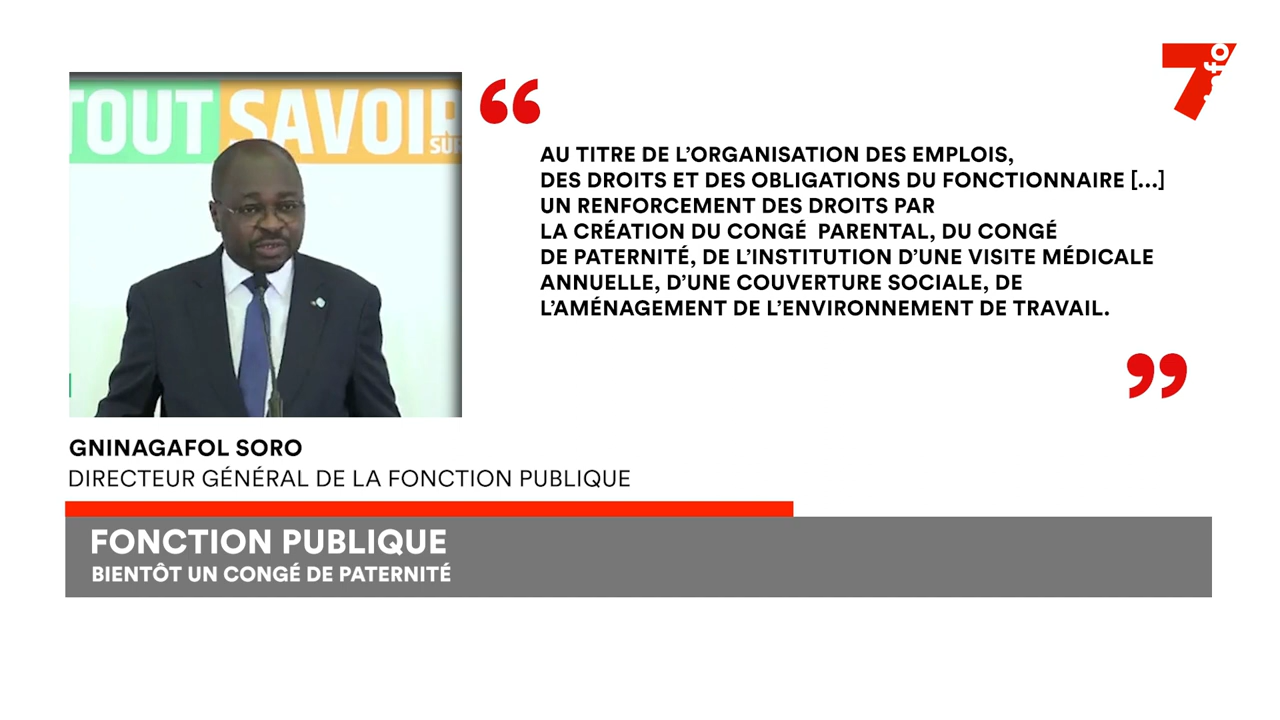 7
fo
TOUT SAVOIR
SUR
AU TITRE DE L'ORGANISATION DES EMPLOIS,
DES DROITS ET DES OBLIGATIONS DU FONCTIONNAIRE [...]
UN RENFORCEMENT DES DROITS PAR
LA CRÉATION DU CONGÉ  PARENTAL, DU CONGÉ
DE PATERNITÉ, DE L'INSTITUTION D'UNE VISITE MÉDICALE
ANNUELLE, D'UNE COUVERTURE SOCIALE, DE
L'AMÉNAGEMENT DE L'ENVIRONNEMENT DE TRAVAIL.
GNINAGAFOL SORO
DIRECTEUR GÉNÉRAL DE LA FONCTION PUBLIQUE
FONCTION PUBLIQUE
BIENTÔT UN CONGÉ DE PATERNITÉ